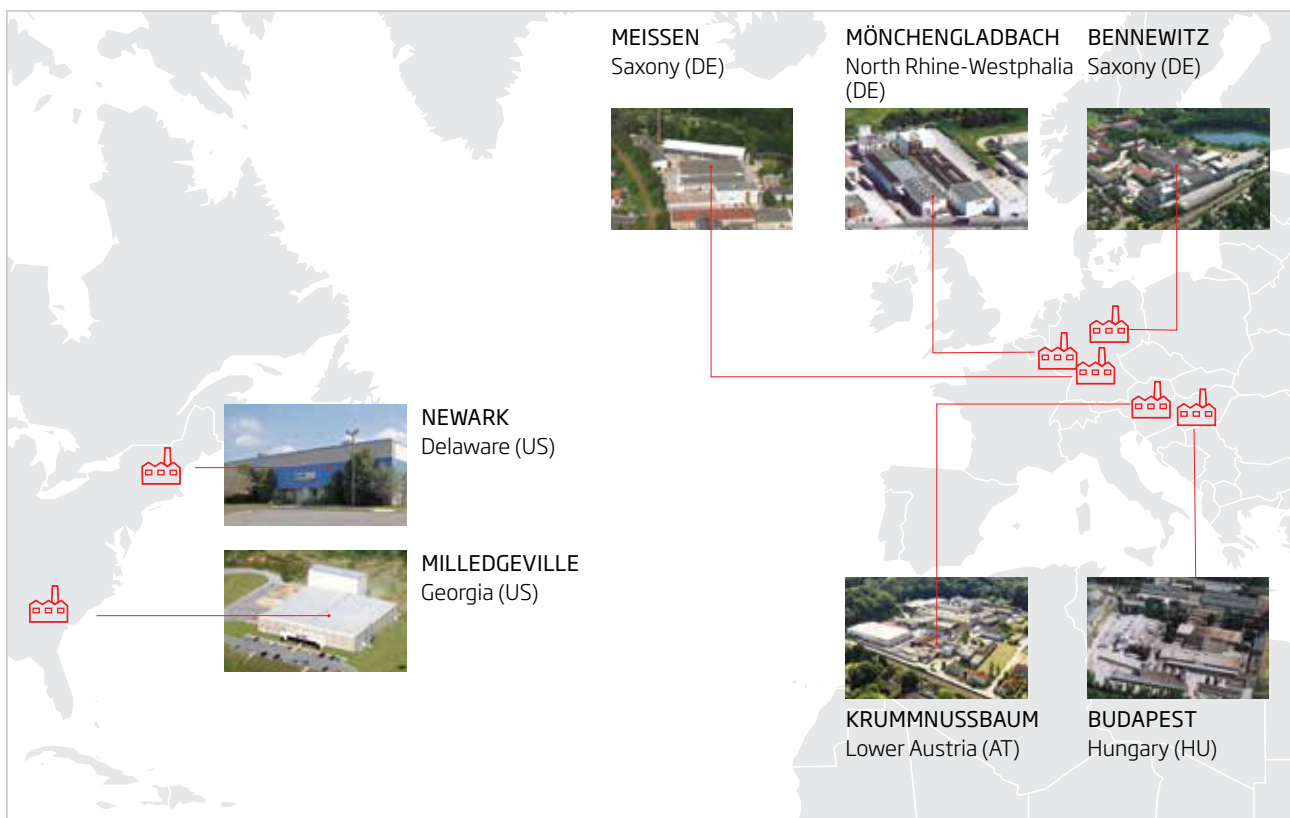 MEISSEN
Saxony (DE)
MÖNCHENGLADBACH
North Rhine-Westphalia
(DE)
BENNEWITZ
Saxony (DE)
NEWARK
Delaware (US)
MILLEDGEVILLE
Georgia (US)
KRUMMNUSSBAUM
Lower Austria (AT)
BUDAPEST
Hungary (HU)